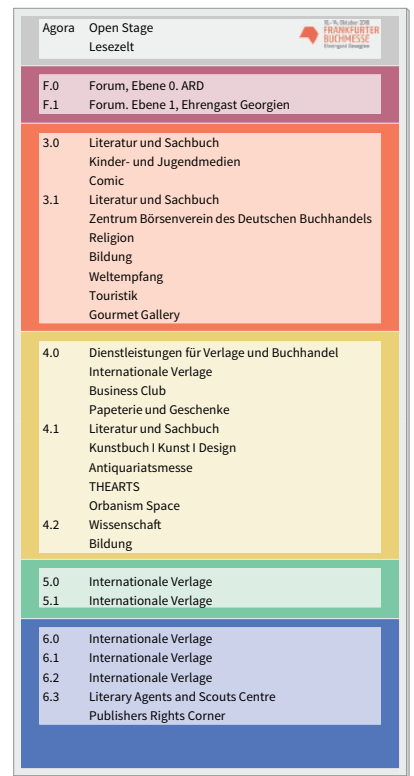 Agora Open Stage
Lesezelt
10.–14. Oktober 2018
FRANKFURTER
BUCHMESSE
Ehrengast Georgien
F.0 Forum, Ebene 0. ARD
F.1 Forum. Ebene 1, Ehrengast Georgien
3.0 Literatur und Sachbuch
Kinder- und Jugendmedien
Comic
3.1 Literatur und Sachbuch
Zentrum Börsenverein des Deutschen Buchhandels
Religion
Bildung
Weltempfang
Touristik
Gourmet Gallery
4.0 Dienstleistungen für Verlage und Buchhandel
Internationale Verlage
Business Club
Papeterie und Geschenke
4.1 Literatur und Sachbuch
Kunstbuch I Kunst I Design
Antiquariatsmesse
THEARTS
Orbanism Space
4.2 Wissenschaft
Bildung
5.0 Internationale Verlage
5.1 Internationale Verlage
6.0 Internationale Verlage
6.1 Internationale Verlage
6.2 Internationale Verlage
6.3 Literary Agents and Scouts Centre
Publishers Rights Corner